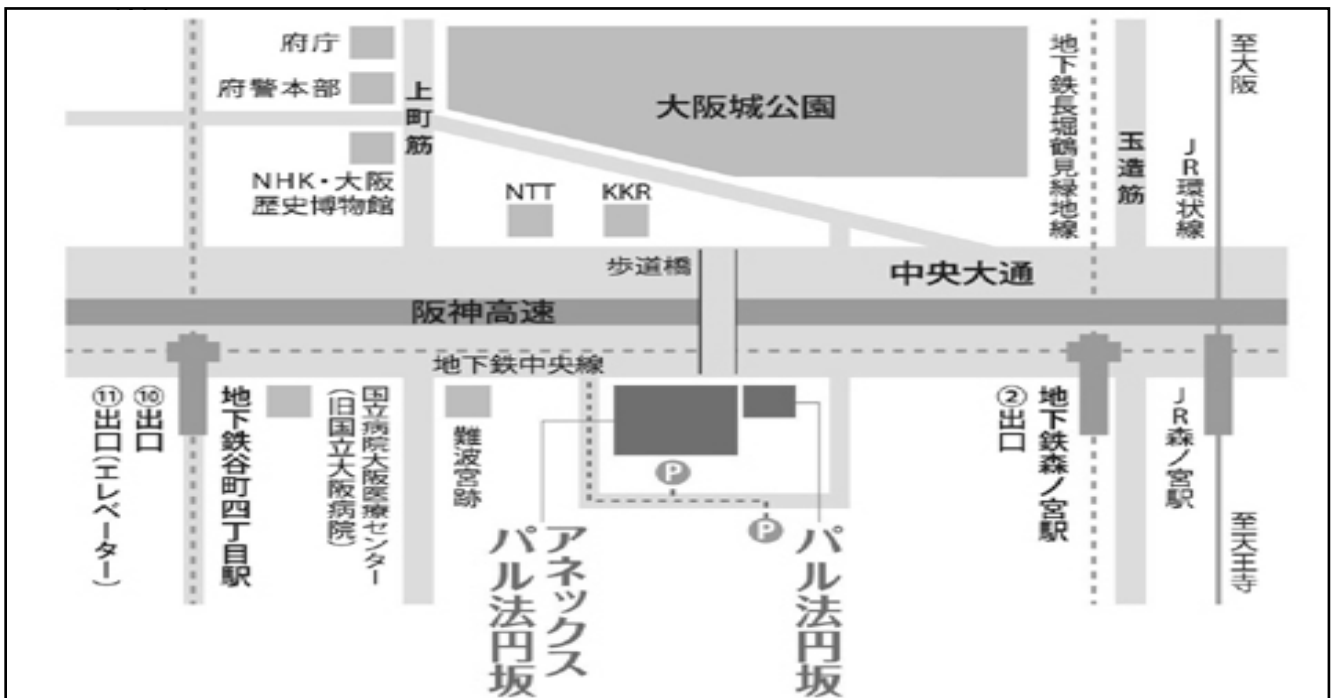 府庁
府警本部
上町筋
大阪城公園
地下鉄長堀鶴見緑地線
玉造筋
至大阪
JR環状線
NHK・大阪
歴史博物館
NTT
KKR
歩道橋
中央大通
阪神高速
地下鉄中央線
⑪出口(エレベーター)
⑩出口
地下鉄谷町四丁目駅
国立病院大阪医療センター
(旧国立大阪病院)
難波宮跡
P
P
アネックス
パル法円坂
パル法円坂
②出口
地下鉄森ノ宮駅
JR森ノ宮駅
至天王寺